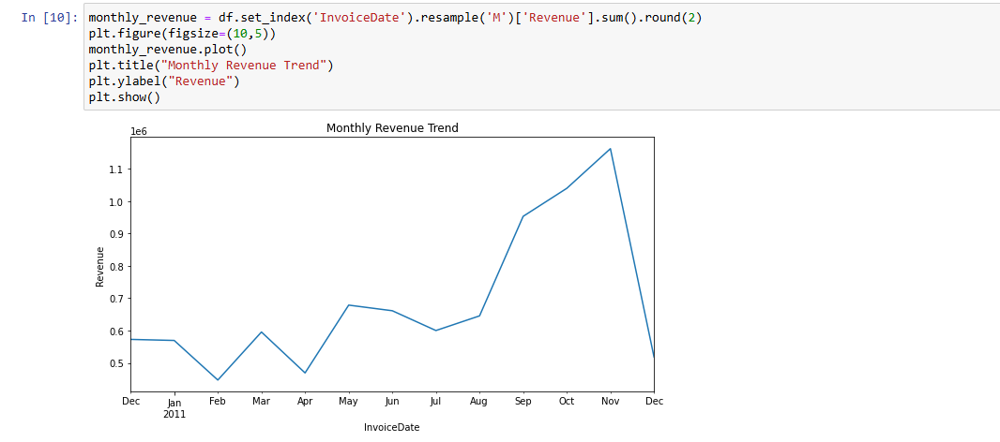 In [10]: monthly_revenue = df.set_index('InvoiceDate').resample('M')['Revenue'].sum().round(2)
plt.figure(figsize=(10,5))
monthly_revenue.plot()
plt.title("Monthly Revenue Trend")
plt.ylabel("Revenue")
plt.show()
Monthly Revenue Trend
1e6
1.1
1.0
0.9
0.8
0.7
0.6
0.5
Revenue
Dec Jan Feb Mar Apr May Jun Jul Aug Sep Oct Nov Dec
2011
InvoiceDate